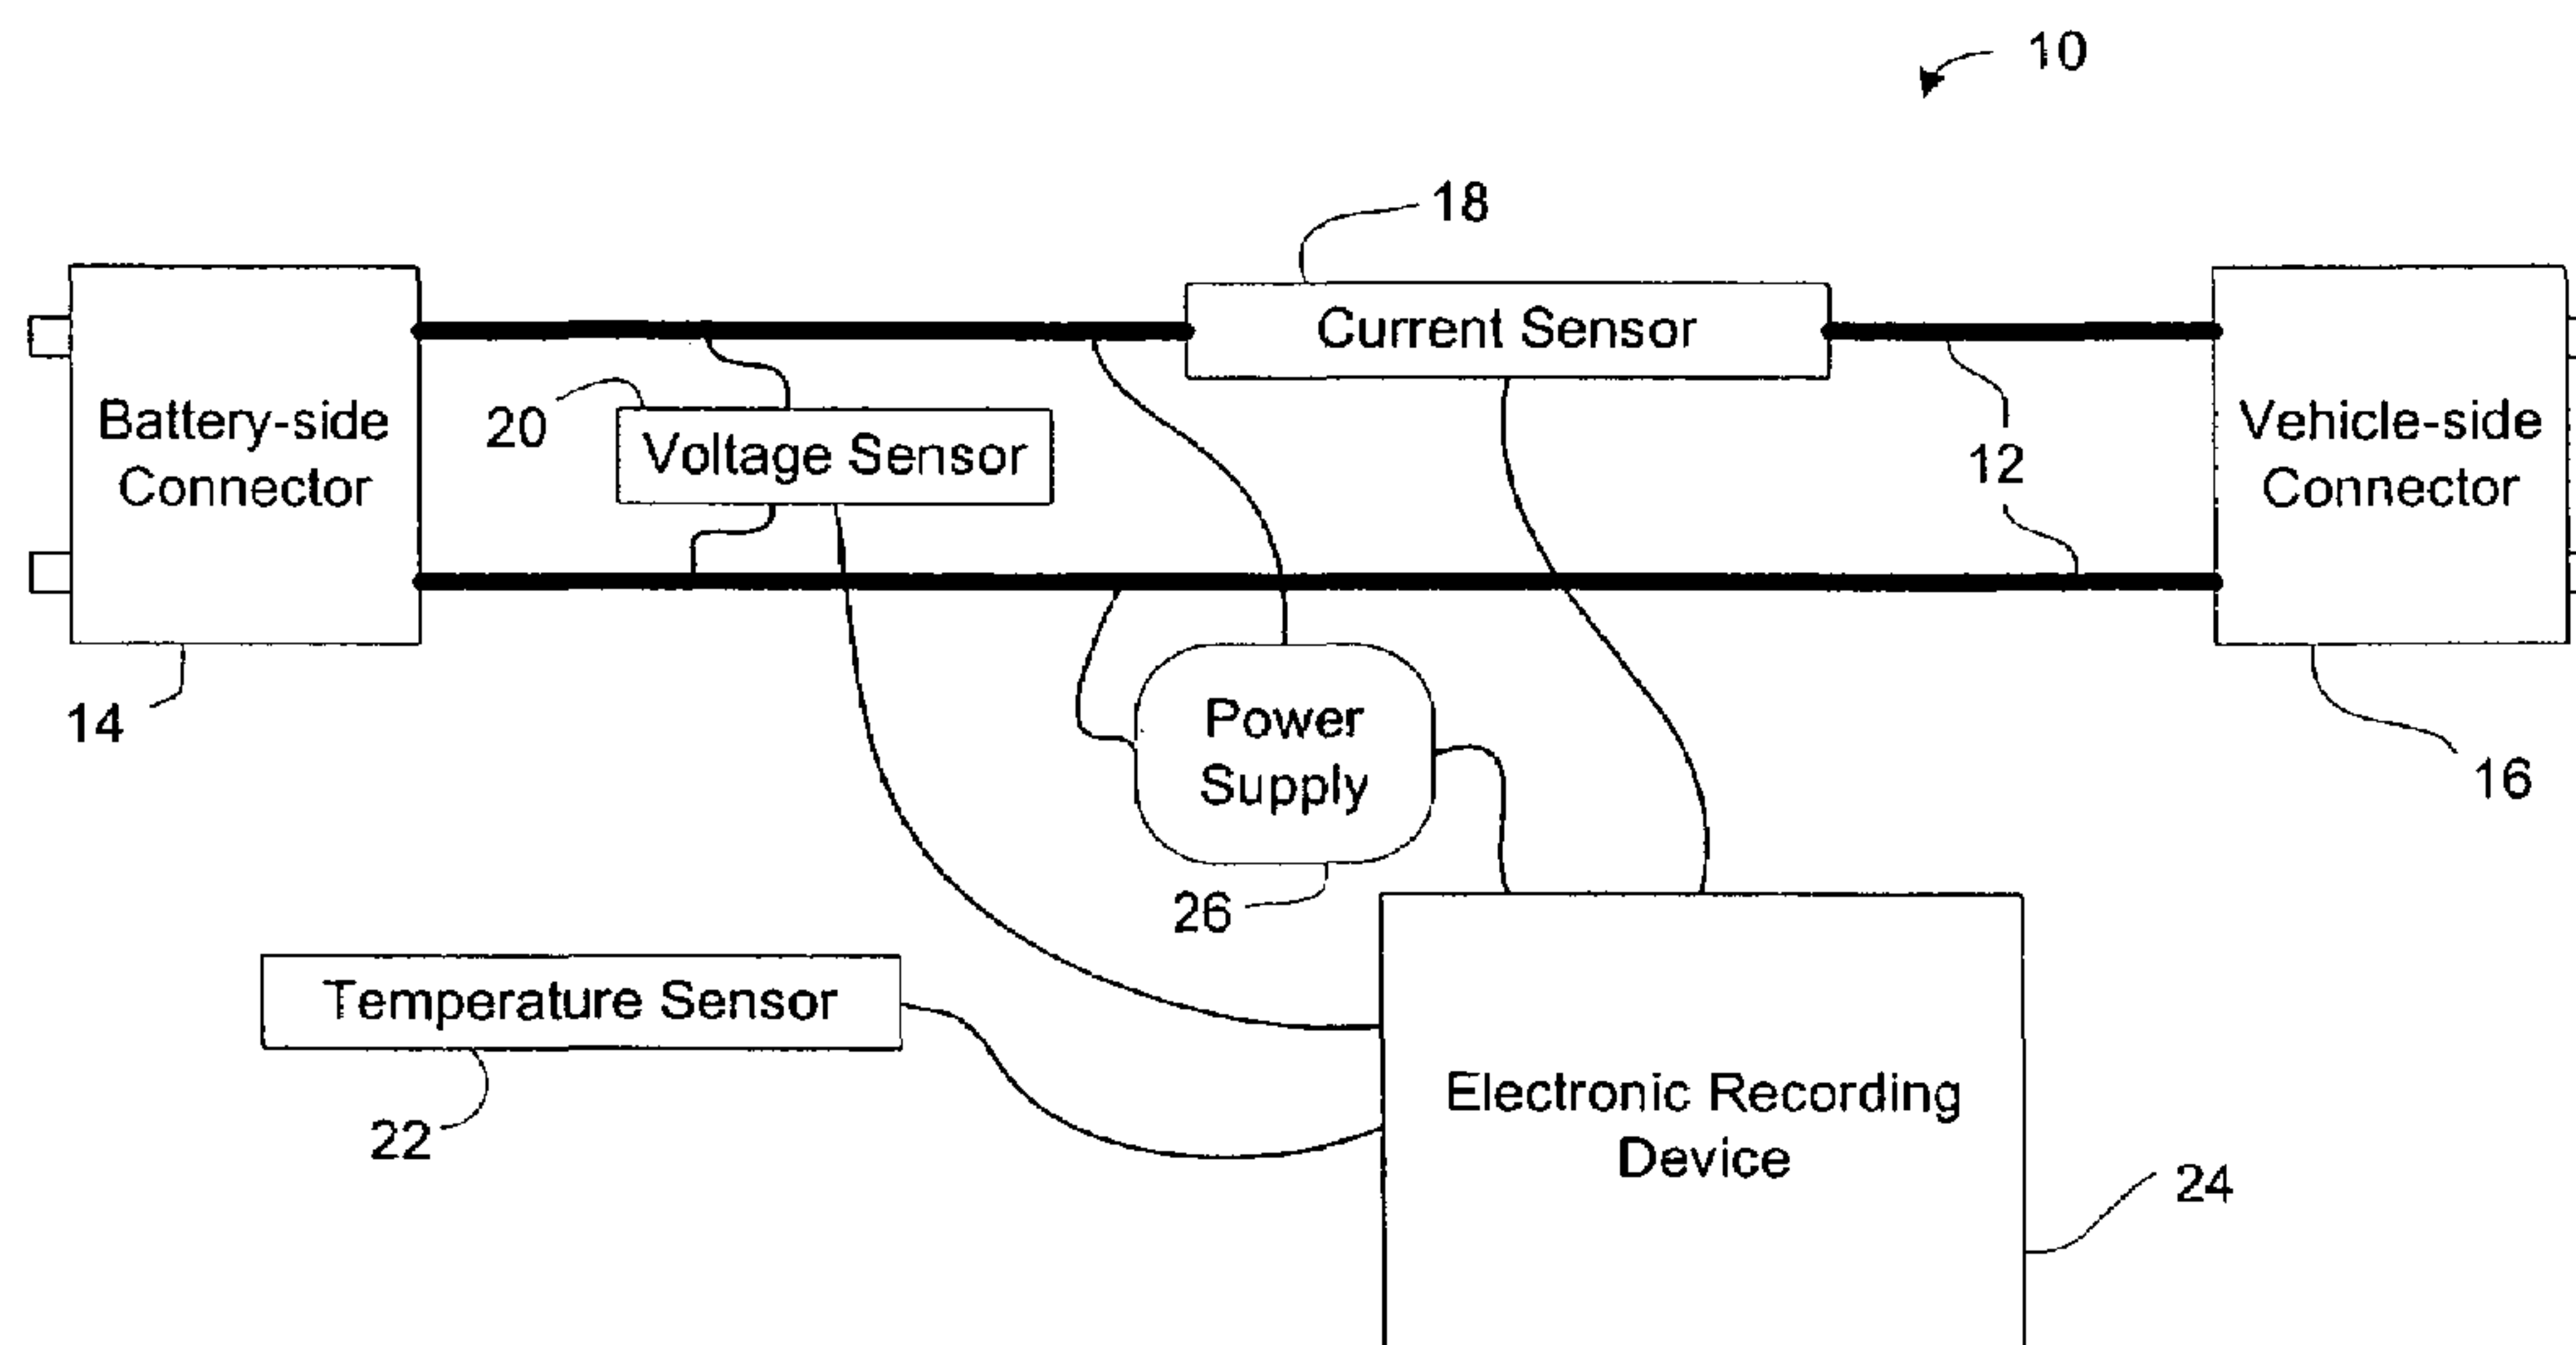 10
18
Current Sensor
Battery-side
Connector
20
Voltage Sensor
12
Vehicle-side
Connector
14
Power
Supply
16
26
Temperature Sensor
22
Electronic Recording
Device
24